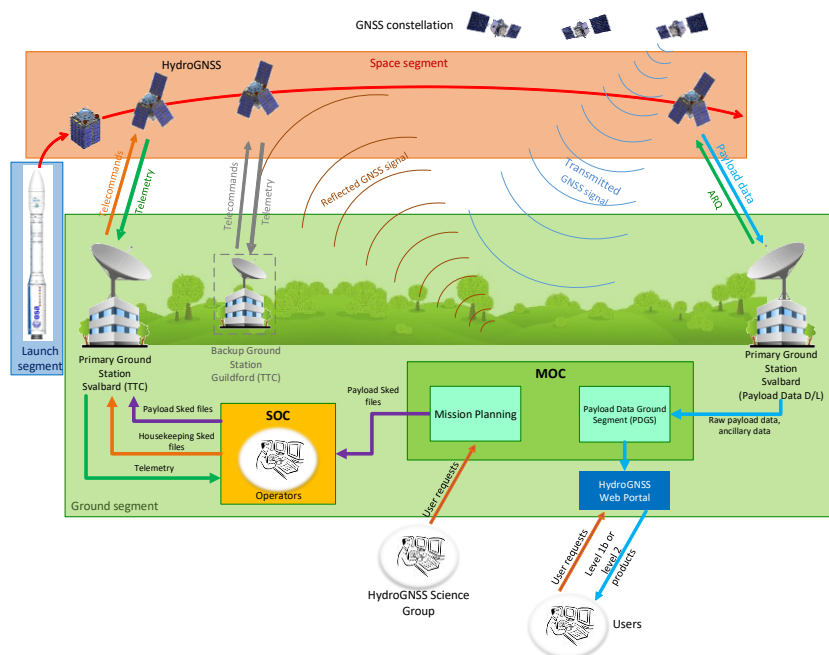 GNSS constellation
HydroGNSS
Space segment
Telecommands
Telemetry
Telecommands
Telemetry
Reflected GNSS signal
Transmitted
GNSS signal
Payload data
ARQ
esa
Launch
segment
Primary Ground
Station
Svalbard (TTC)
Backup Ground
Station
Guildford (TTC)
Primary Ground
Station
Svalbard
(Payload Data D/L)
MOC
Mission Planning
Payload Data Ground
Segment (PDGS)
Payload Sked
files
Raw payload data,
ancillary data
SOC
Operators
Payload Sked files
Housekeeping Sked
files
Telemetry
Ground segment
HydroGNSS
Web Portal
User requests
HydroGNSS Science
Group
User requests
Level 1b or
level 2
products
Users